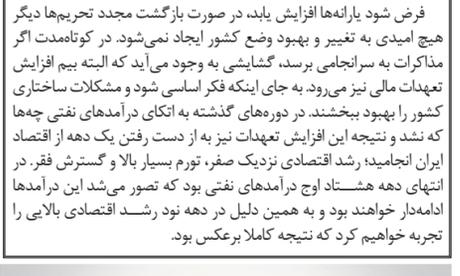 فرض شود یارانه‌ها افزایش یابد، در صورت بازگشت مجدد تحریم‌ها دیگر
هیچ امیدی به تغییر و بهبود وضع کشور ایجاد نمی‌شود. در کوتاه‌مدت اگر
مذاکرات به سرانجامی برسد، گشایشی به وجود می‌آید که البته بیم افزایش
تعهدات مالی نیز می‌رود. به جای اینکه فکر اساسی شود و مشکلات ساختاری
کشور را بهبود ببخشند. در دوره‌های گذشته به اتکای درآمدهای نفتی چه‌ها
که نشد و نتیجه این افزایش تعهدات نیز به از دست رفتن یک دهه از اقتصاد
ایران انجامید؛ رشد اقتصادی نزدیک صفر، تورم بسیار بالا و گسترش فقر. در
انتهای دهه هشتاد اوج درآمدهای نفتی بود که تصور می‌شد این درآمدها
ادامه‌دار خواهند بود و به همین دلیل در دهه نود رشد اقتصادی بالایی را
تجربه خواهیم کرد که نتیجه کاملا برعکس بود.